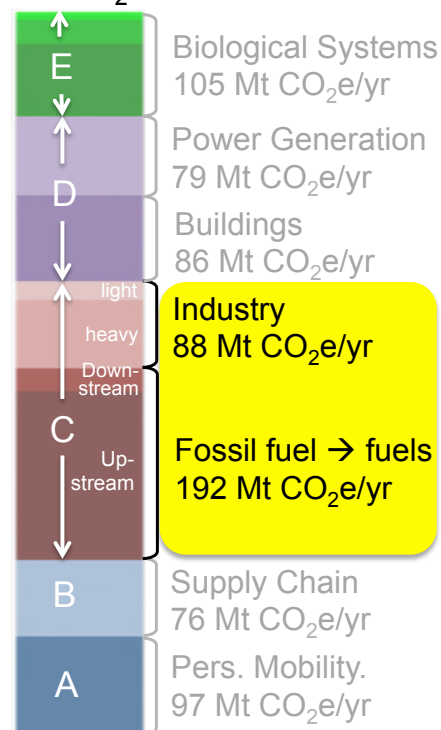 2
E
Biological Systems
105 Mt CO₂e/yr
Power Generation
79 Mt CO₂e/yr
D
Buildings
86 Mt CO₂e/yr
light
heavy
Industry
88 Mt CO₂e/yr
Down-
stream
C
Up-
stream
Fossil fuel → fuels
192 Mt CO₂e/yr
B
Supply Chain
76 Mt CO₂e/yr
A
Pers. Mobility.
97 Mt CO₂e/yr